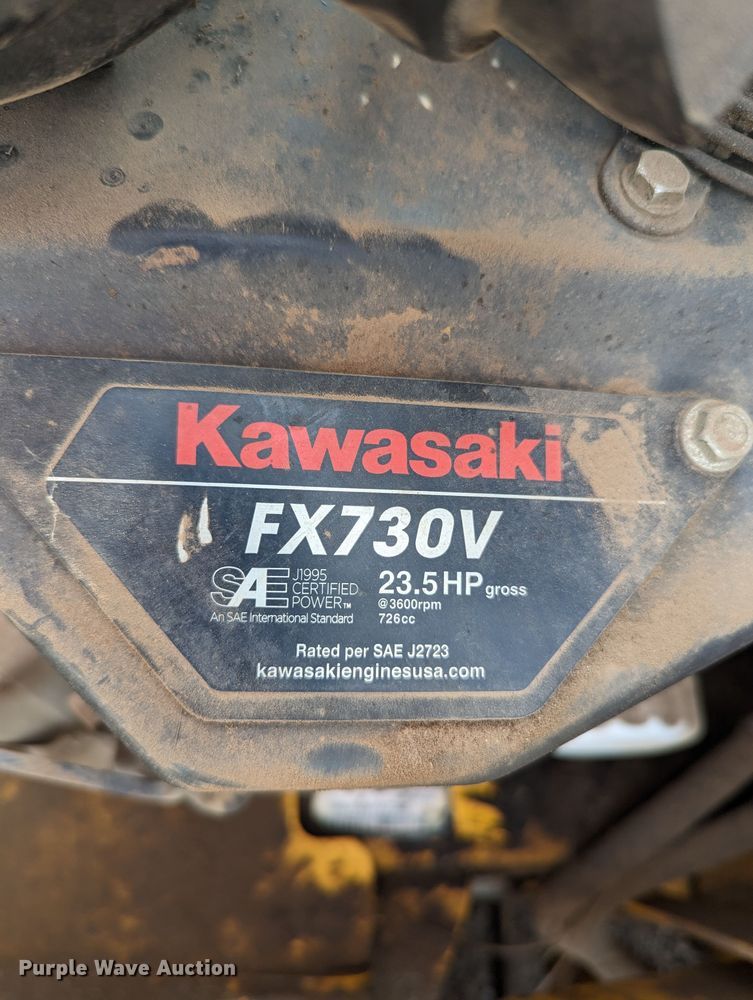 Kawasaki
FX730V
SAE J1995 CERTIFIED POWER™
An SAE International Standard
23.5 HP gross
@3600rpm
726cc
Rated per SAE J2723
kawasakienginesusa.com
Purple Wave Auction